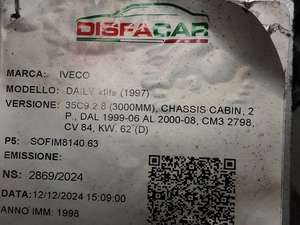 DISFACAR
MARCA: IVECO
MODELLO: DAILY «III» (1997)
VERSIONE: 35C9 2.8 (3000MM), CHASSIS CABIN, 2
P., DAL 1999-06 AL 2000-08, CM3 2798,
CV 84, KW. 62 (D)
P5: SOFIM8140.63
EMISSIONE:
NS: 2869/2024
DATA: 12/12/2024 15:09:00
ANNO IMM: 1998